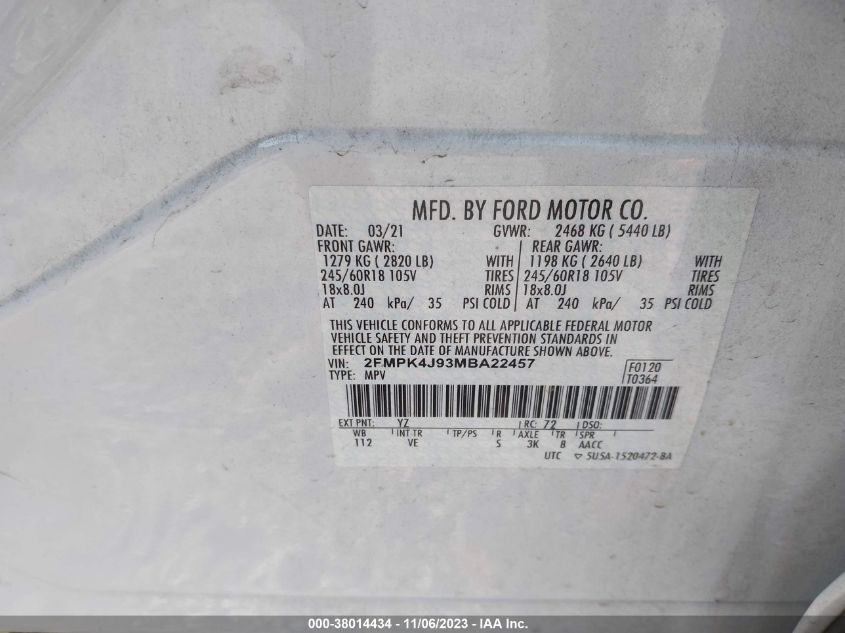 MFD. BY FORD MOTOR CO.
DATE: 03/21 GVWR: 2468 KG ( 5440 LB)
FRONT GAWR: REAR GAWR:
1279 KG ( 2820 LB) WITH 1198 KG ( 2640 LB) WITH
245/60R18 105V TIRES 245/60R18 105V TIRES
18x8.0J RIMS 18x8.0J RIMS
AT 240 kPa/ 35 PSI COLD AT 240 kPa/ 35 PSI COLD
THIS VEHICLE CONFORMS TO ALL APPLICABLE FEDERAL MOTOR
VEHICLE SAFETY AND THEFT PREVENTION STANDARDS IN
EFFECT ON THE DATE OF MANUFACTURE SHOWN ABOVE.
VIN: 2FMPK4J93MBA22457 F0120
TYPE: MPV T0364
EXT PNT: YZ RC: 72 DSO:
WB INT TR TP/PS R AXLE TR SPR
112 VE S 3K B AACC
UTC ▽ 5USA-1520472-BA
000-38014434 - 11/06/2023 - IAA Inc.